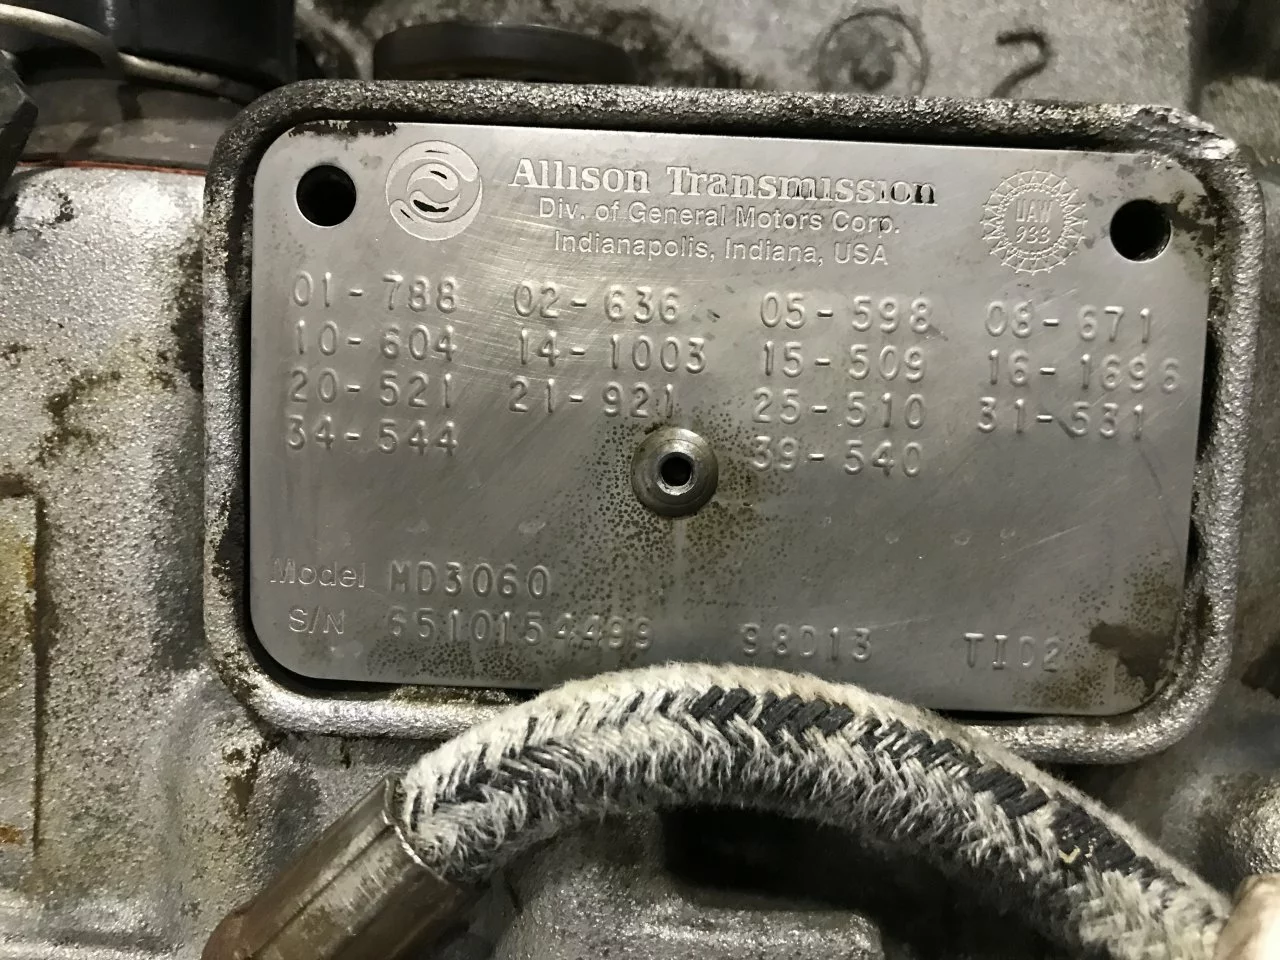 2
Allison Transmission
Div. of General Motors Corp.
Indianapolis, Indiana, USA
UAW
933
01-788 02-636 05-598 08-671
10-604 14-1003 15-509 16-1696
20-521 21-921 25-510 31-531
34-544 39-540
Model MD3060
S/N 6510154499 98D13 TID2